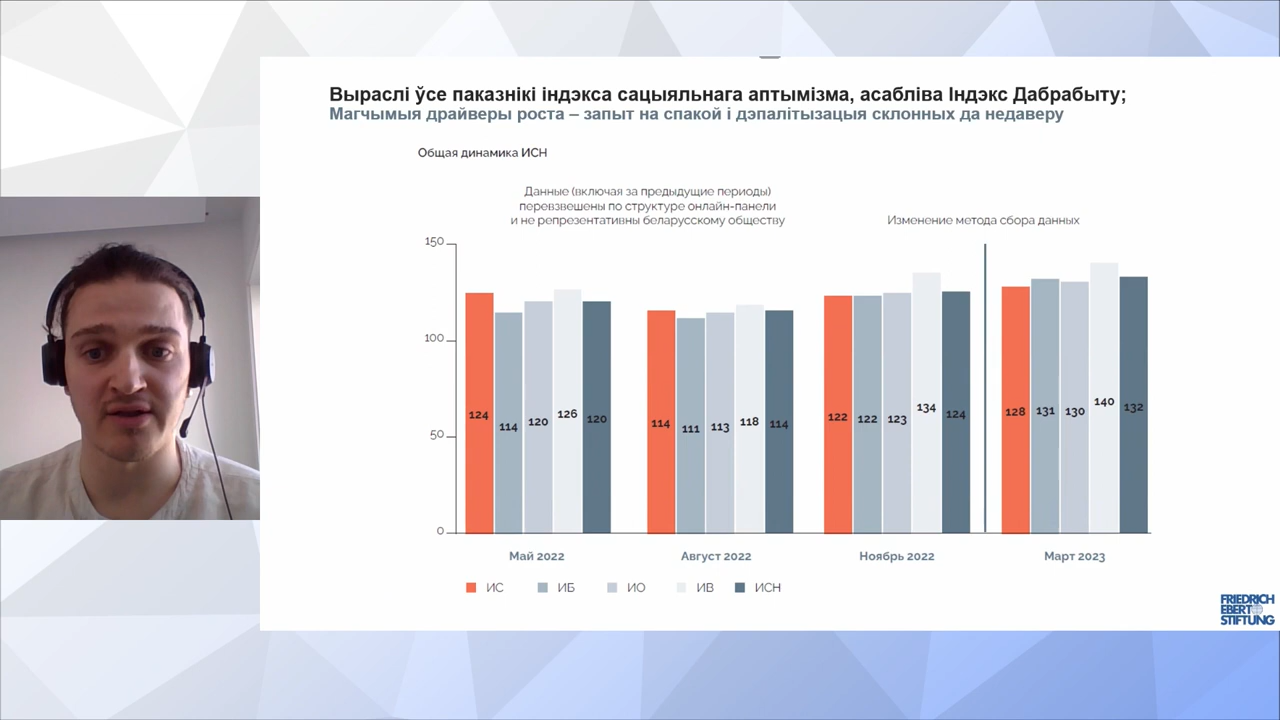 Выраслі ўсе паказнікі індэкса сацыяльнага аптымізма, асабліва Індэкс Дабрабыту;
Магчымыя драйверы роста – запыт на спакой і дэпалітызацыя склонных да недаверу
Общая динамика ИСН
Данные (включая за предыдущие периоды)
перевзвешены по структуре онлайн-панели
и не репрезентативны беларусскому обществу
Изменение метода сбора данных
150
100
50
0
124 114 120 126 120
114 111 113 118 114
122 122 123 134 124
128 131 130 140 132
Май 2022 Август 2022 Ноябрь 2022 Март 2023
ИС ИБ ИО ИВ ИСН
FRIEDRICH
EBERT
STIFTUNG